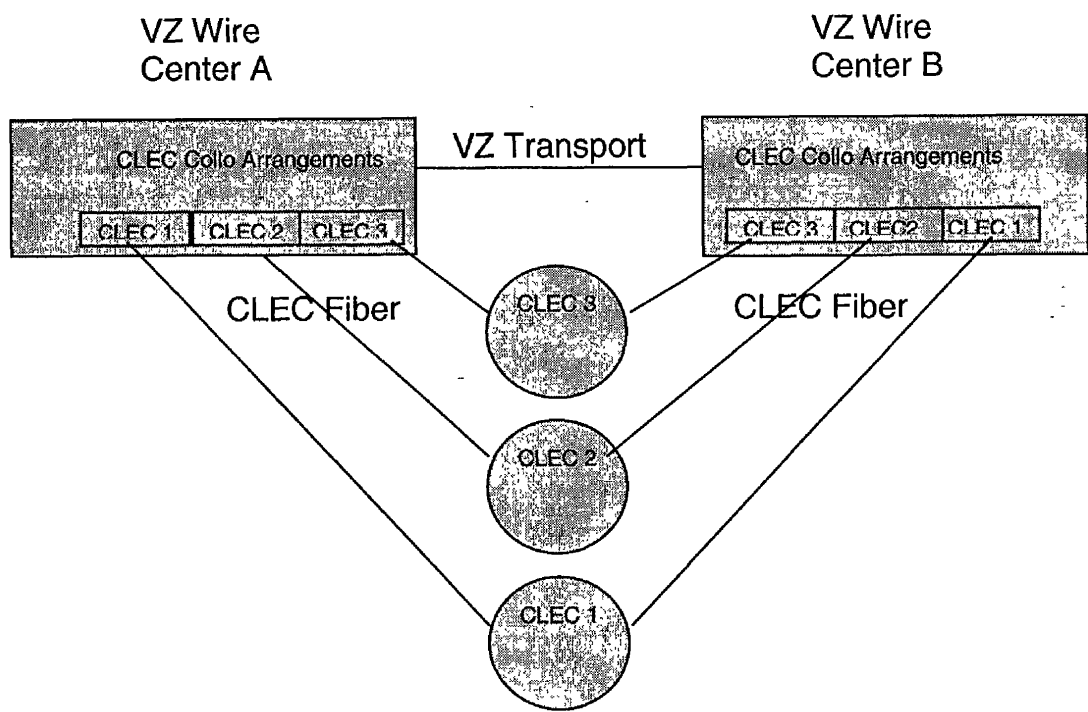 VZ Wire
Center A
VZ Wire
Center B
CLEC Collo Arrangements
VZ Transport
CLEC Collo Arrangements
CLEC 1 CLEC 2 CLEC 3
CLEC 3 CLEC2 CLEC 1
CLEC Fiber
CLEC 3
CLEC Fiber
CLEC 2
CLEC 1